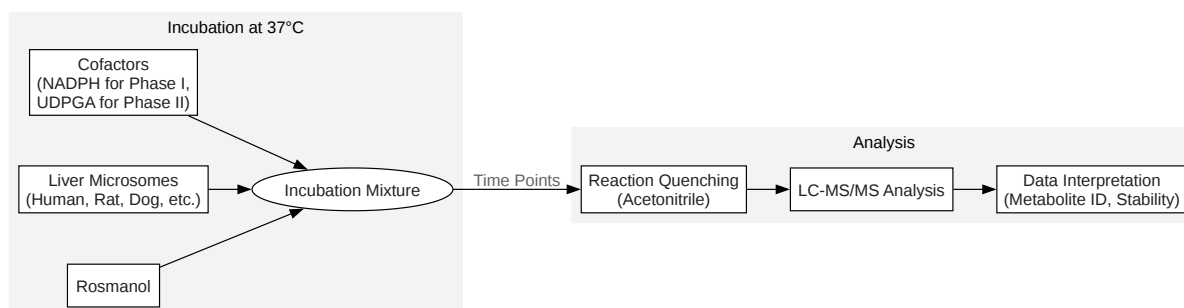 Incubation at 37°C
Cofactors
(NADPH for Phase I,
UDPGA for Phase II)
Liver Microsomes
(Human, Rat, Dog, etc.)
Rosmanol
Incubation Mixture
Time Points
Analysis
Reaction Quenching
(Acetonitrile)
LC-MS/MS Analysis
Data Interpretation
(Metabolite ID, Stability)